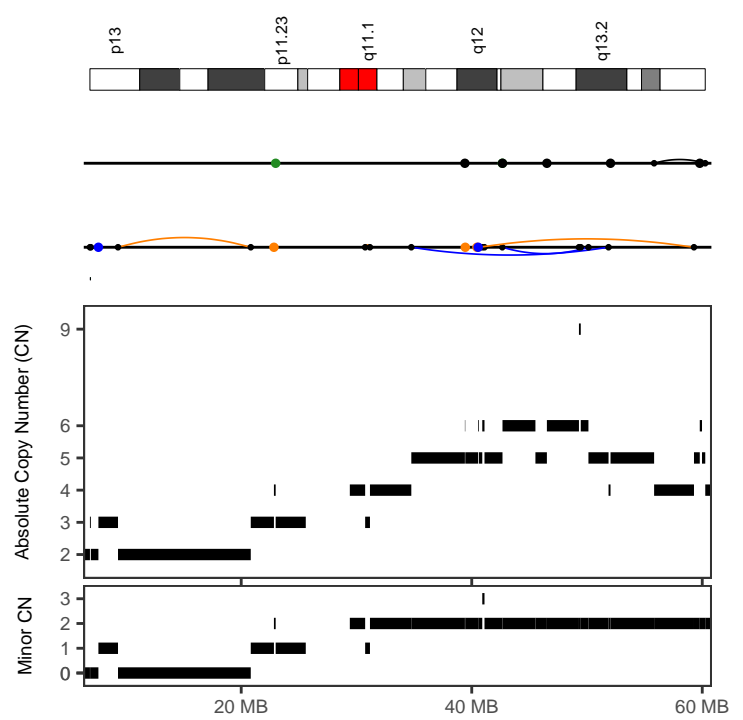 p13
p11.23
q11.1
q12
q13.2
Absolute Copy Number (CN)
9
6
5
4
3
2
Minor CN
3
2
1
0
20 MB
40 MB
60 MB